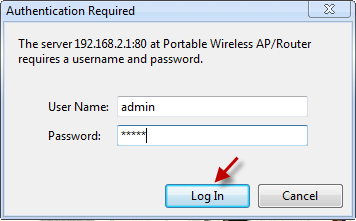 Authentication Required
The server 192.168.2.1:80 at Portable Wireless AP/Router
requires a username and password.
User Name: admin
Password: *****
Log In Cancel